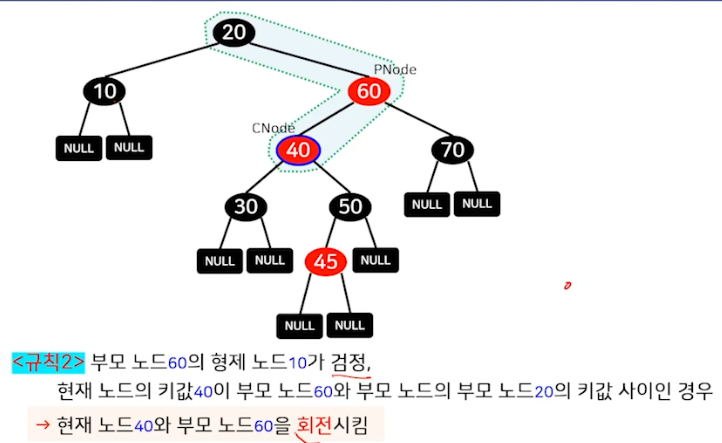 20
PNode
10
60
CNode
40
70
NULL
NULL
30
50
NULL
NULL
NULL
NULL
45
NULL
NULL
NULL
<규칙2> 부모 노드60의 형제 노드10가 검정,
현재 노드의 키값40이 부모 노드60와 부모 노드의 부모 노드20의 키값 사이인 경우
→ 현재 노드40와 부모 노드60을 회전시킴